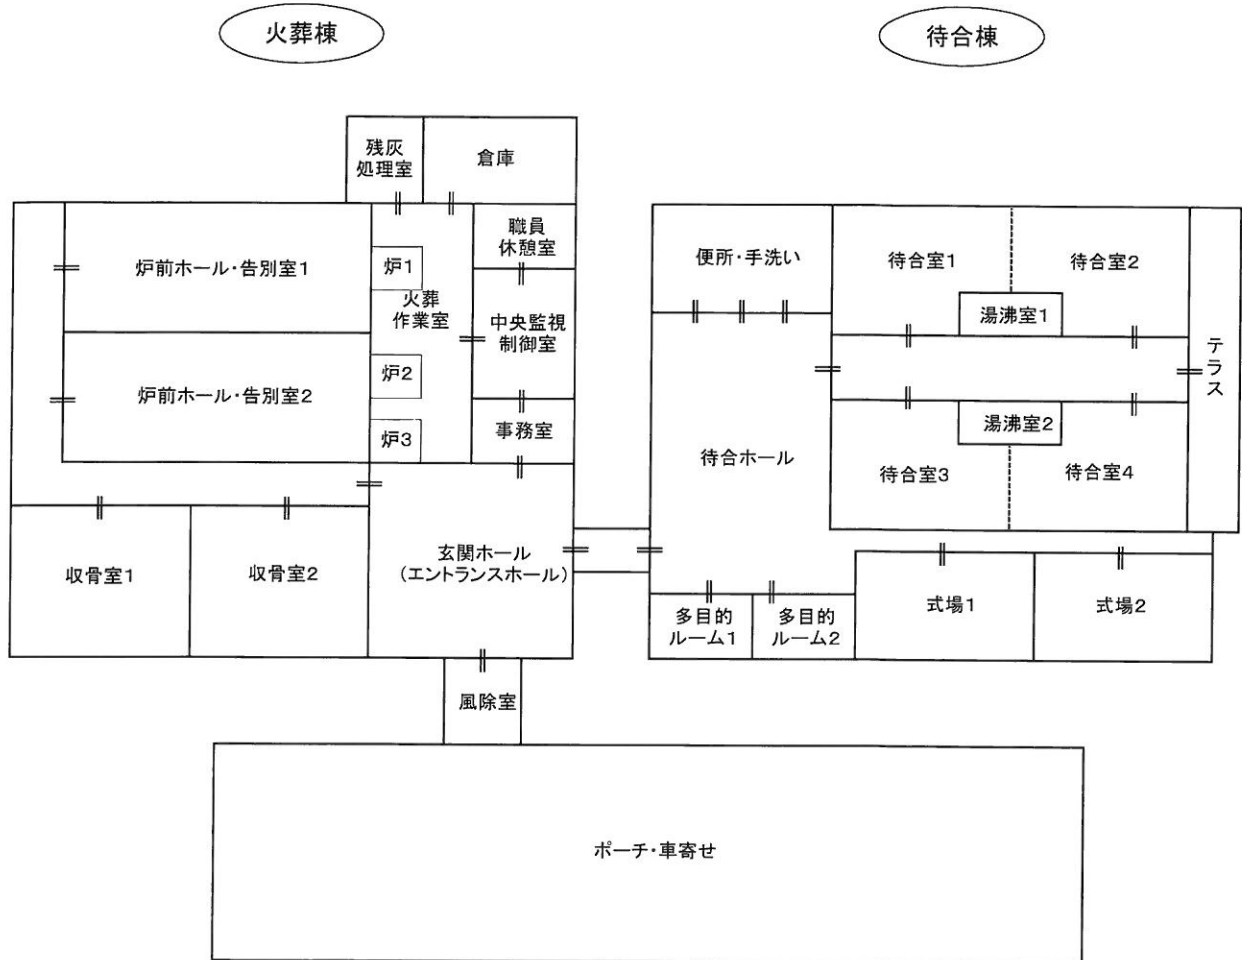 火葬棟
待合棟
残灰
処理室
倉庫
職員
休憩室
炉前ホール・告別室1
炉1
火葬
作業室
中央監視
制御室
炉前ホール・告別室2
炉2
炉3
事務室
収骨室1
収骨室2
玄関ホール
(エントランスホール)
風除室
便所・手洗い
待合室1
待合室2
湯沸室1
テラス
湯沸室2
待合ホール
待合室3
待合室4
多目的
ルーム1
多目的
ルーム2
式場1
式場2
ポーチ・車寄せ